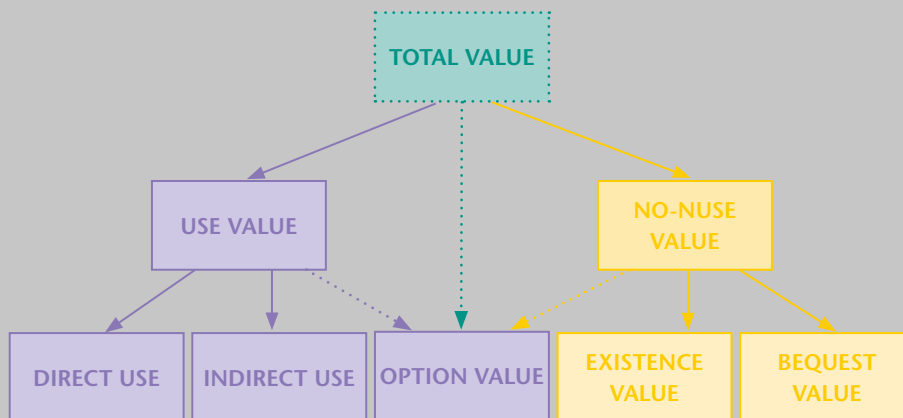 TOTAL VALUE
USE VALUE
NO-NUSE
VALUE
DIRECT USE
INDIRECT USE
OPTION VALUE
EXISTENCE
VALUE
BEQUEST
VALUE